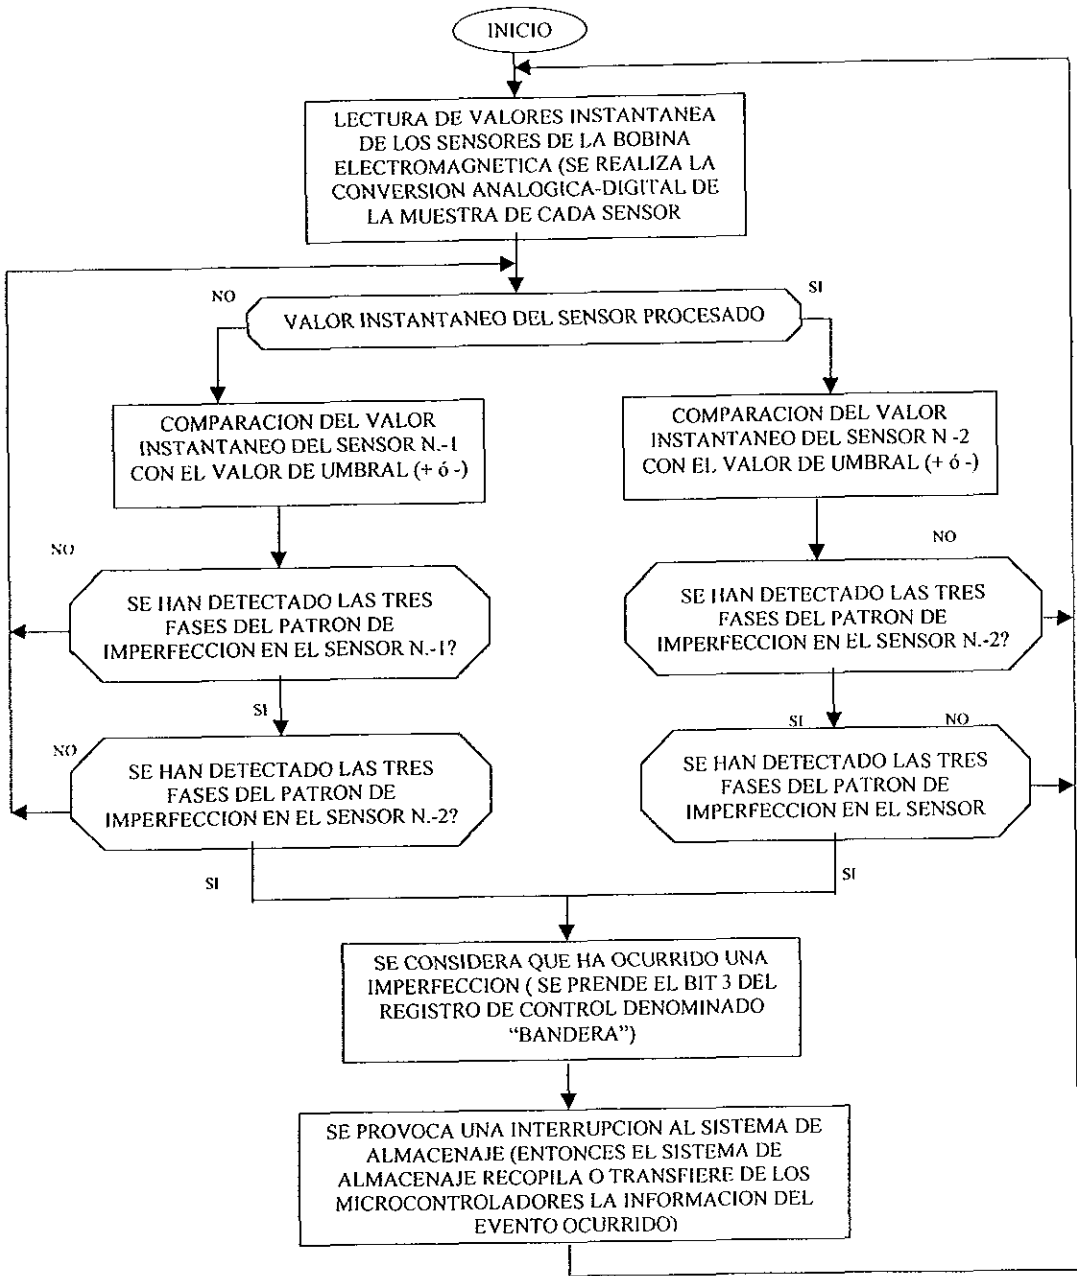 INICIO
LECTURA DE VALORES INSTANTANEA
DE LOS SENSORES DE LA BOBINA
ELECTROMAGNETICA (SE REALIZA LA
CONVERSION ANALOGICA-DIGITAL DE
LA MUESTRA DE CADA SENSOR
NO
SI
VALOR INSTANTANEO DEL SENSOR PROCESADO
COMPARACION DEL VALOR
INSTANTANEO DEL SENSOR N.-1
CON EL VALOR DE UMBRAL (+ ó -)
COMPARACION DEL VALOR
INSTANTANEO DEL SENSOR N -2
CON EL VALOR DE UMBRAL (+ ó -)
NO
NO
SE HAN DETECTADO LAS TRES
FASES DEL PATRON DE
IMPERFECCION EN EL SENSOR N.-1?
SE HAN DETECTADO LAS TRES
FASES DEL PATRON DE
IMPERFECCION EN EL SENSOR N.-2?
SI
SI
NO
NO
SE HAN DETECTADO LAS TRES
FASES DEL PATRON DE
IMPERFECCION EN EL SENSOR N.-2?
SE HAN DETECTADO LAS TRES
FASES DEL PATRON DE
IMPERFECCION EN EL SENSOR
SI
SI
SE CONSIDERA QUE HA OCURRIDO UNA
IMPERFECCION ( SE PRENDE EL BIT 3 DEL
REGISTRO DE CONTROL DENOMINADO
“BANDERA”)
SE PROVOCA UNA INTERRUPCION AL SISTEMA DE
ALMACENAJE (ENTONCES EL SISTEMA DE
ALMACENAJE RECOPILA O TRANSFIERE DE LOS
MICROCONTROLADORES LA INFORMACION DEL
EVENTO OCURRIDO)